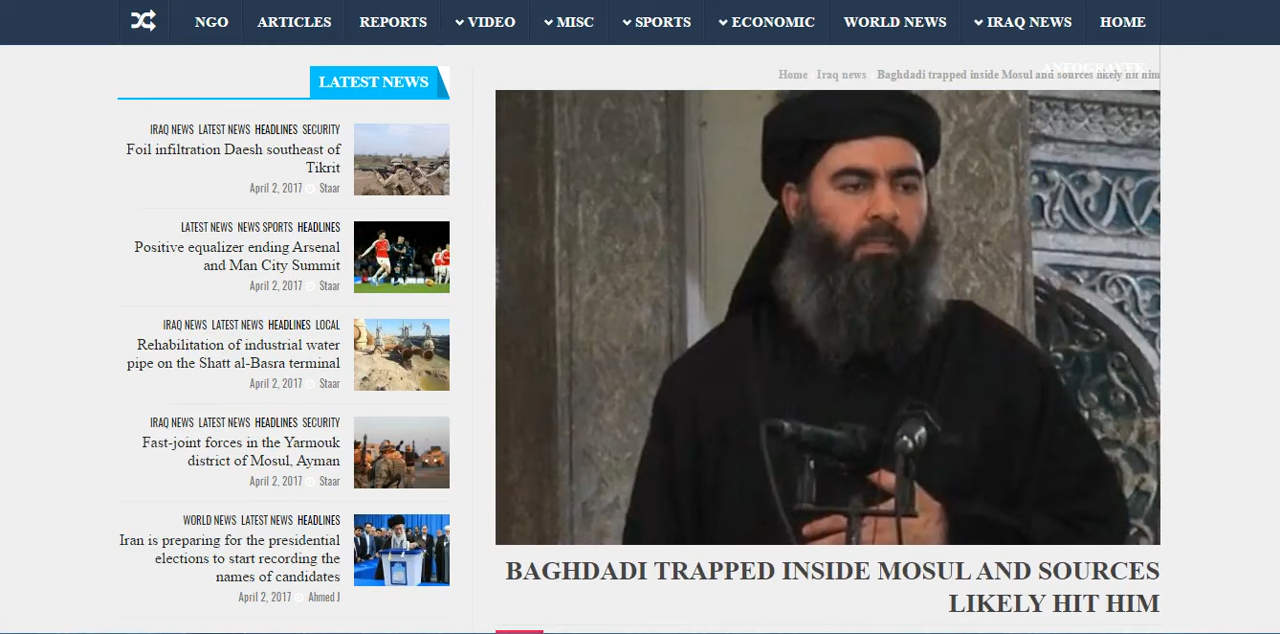 NGO ARTICLES REPORTS VIDEO MISC SPORTS ECONOMIC WORLD NEWS IRAQ NEWS HOME
LATEST NEWS
IRAQ NEWS LATEST NEWS HEADLINES SECURITY
Foil infiltration Daesh southeast of
Tikrit
April 2, 2017 Staar
LATEST NEWS NEWS SPORTS HEADLINES
Positive equalizer ending Arsenal
and Man City Summit
April 2, 2017 Staar
IRAQ NEWS LATEST NEWS HEADLINES LOCAL
Rehabilitation of industrial water
pipe on the Shatt al-Basra terminal
April 2, 2017 Staar
IRAQ NEWS LATEST NEWS HEADLINES SECURITY
Fast-joint forces in the Yarmouk
district of Mosul, Ayman
April 2, 2017 Staar
WORLD NEWS LATEST NEWS HEADLINES
Iran is preparing for the presidential
elections to start recording the
names of candidates
April 2, 2017 Ahmed J
Home Iraq news Baghdadi trapped inside Mosul and sources likely hit him
BAGHDADI TRAPPED INSIDE MOSUL AND SOURCES
LIKELY HIT HIM